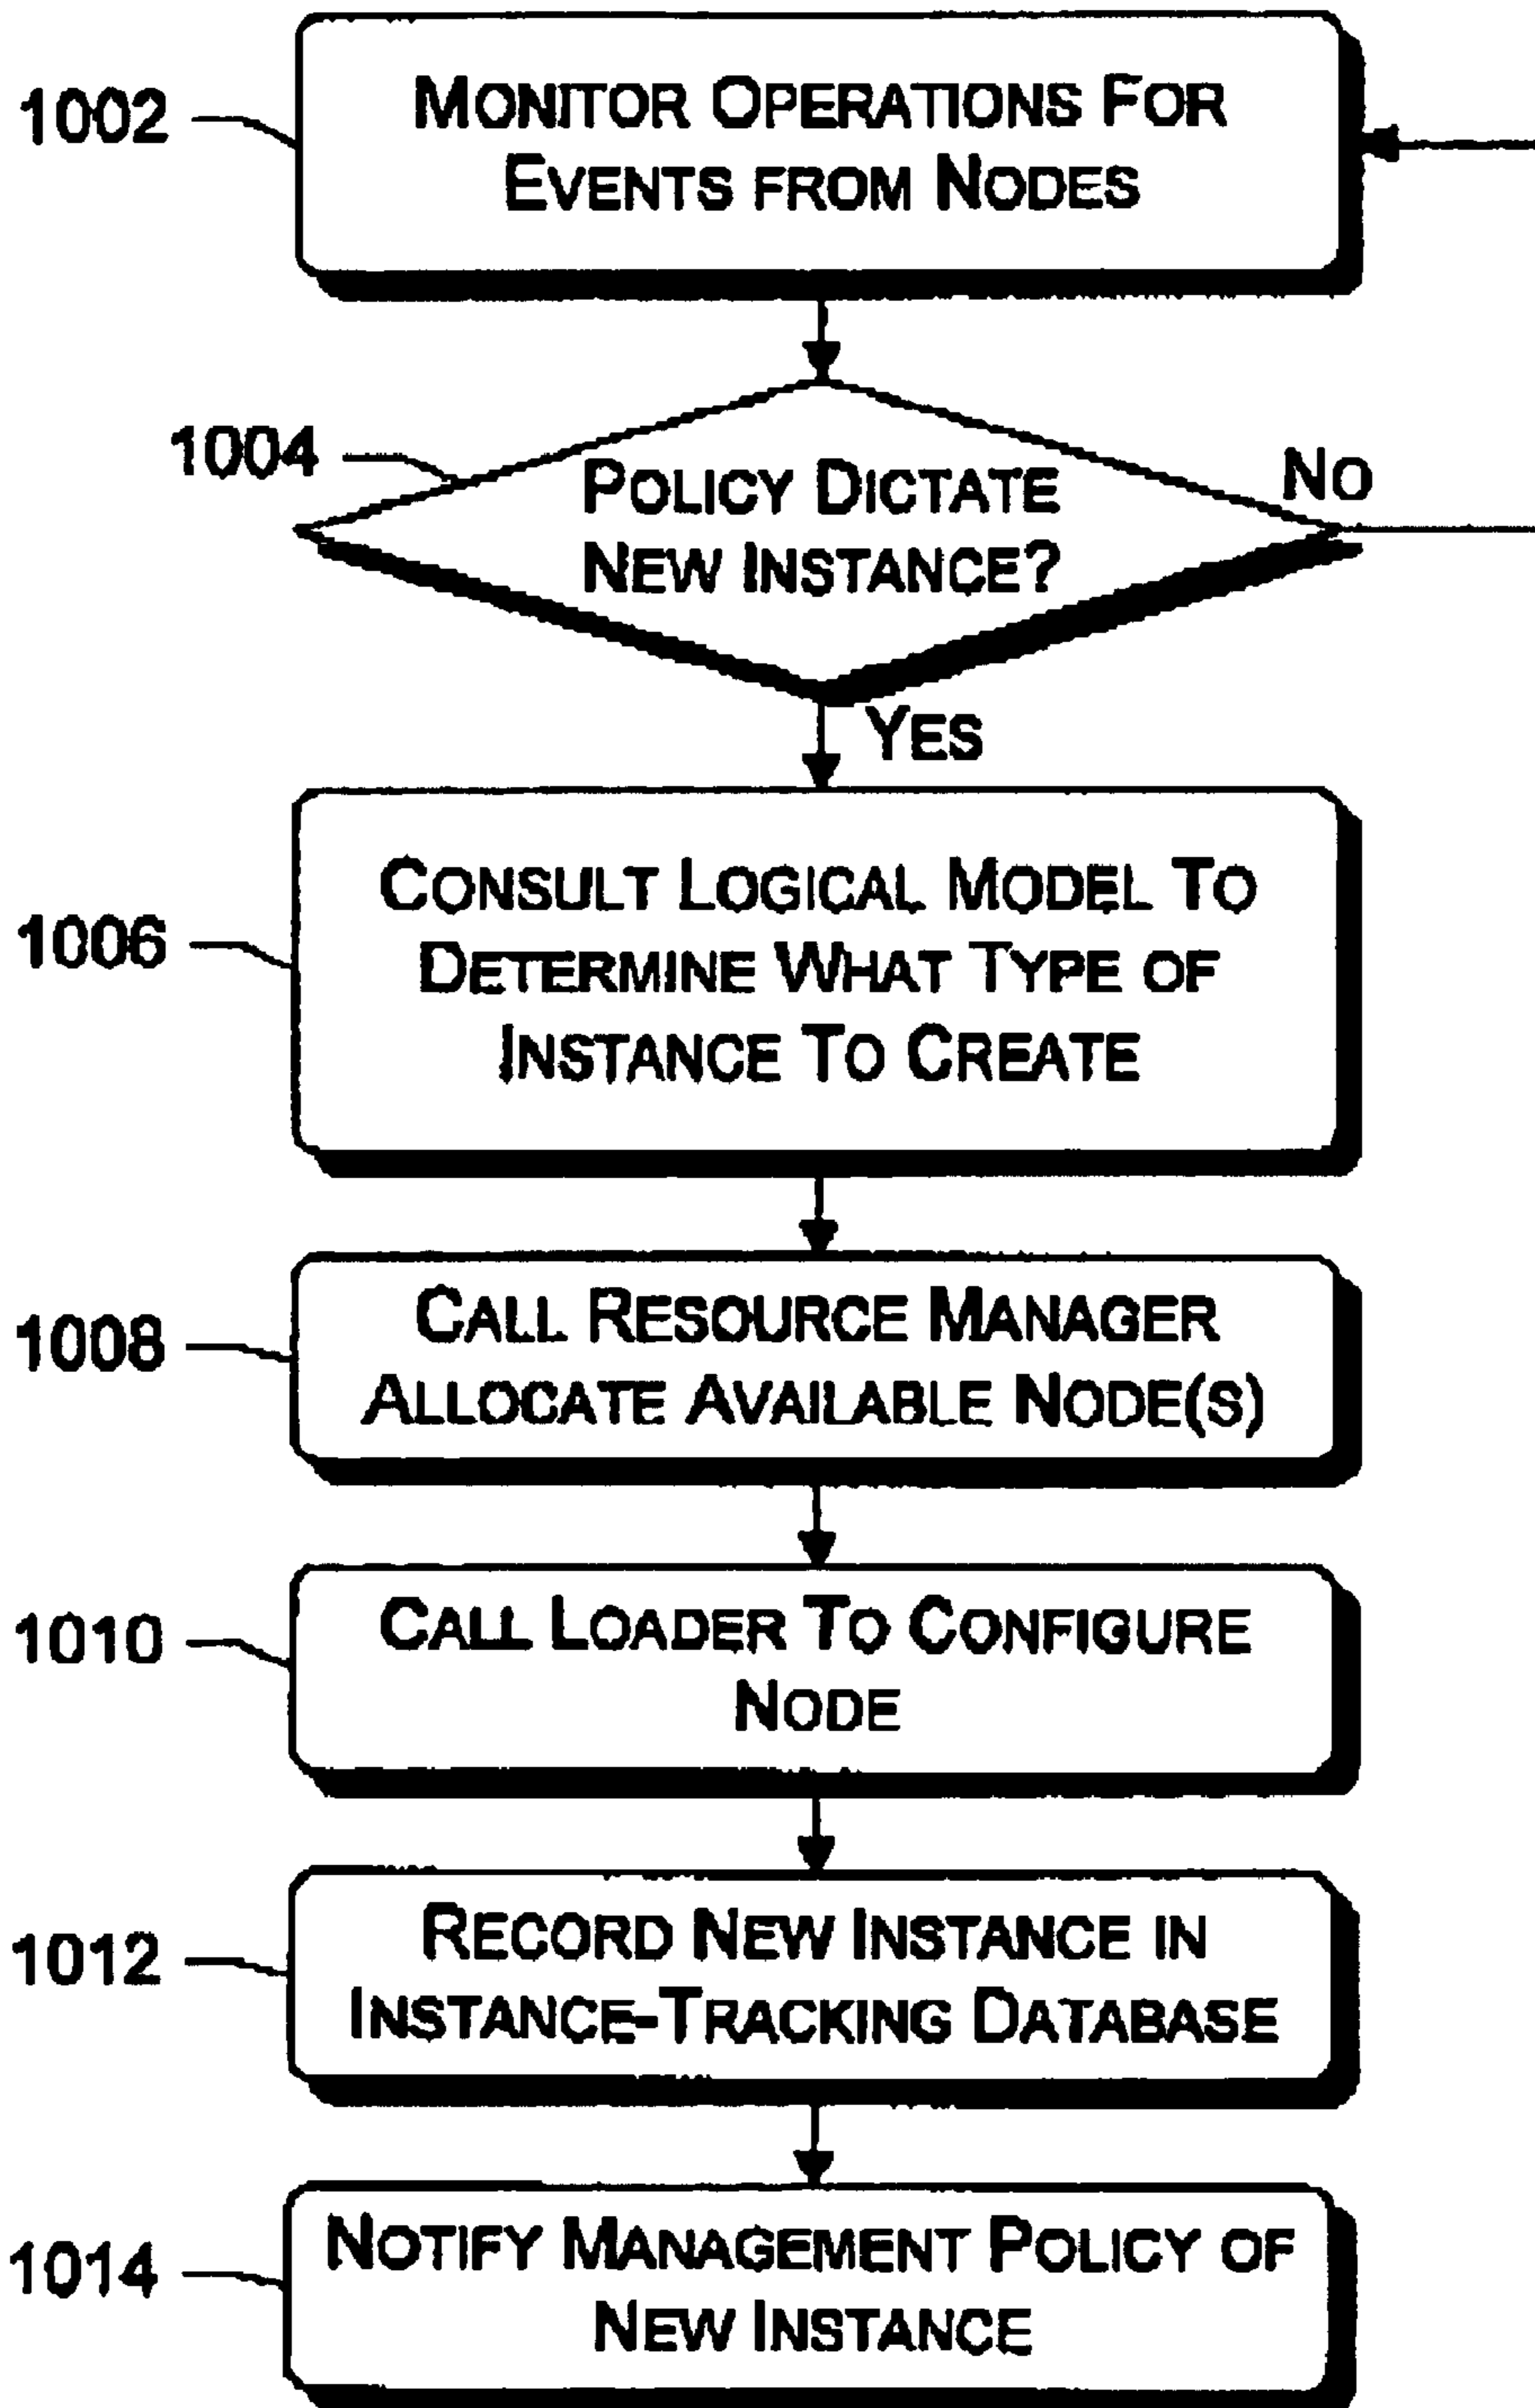 1002
MONITOR OPERATIONS FOR
EVENTS FROM NODES
1004
POLICY DICTATE
NEW INSTANCE?
NO
YES
1006
CONSULT LOGICAL MODEL TO
DETERMINE WHAT TYPE OF
INSTANCE TO CREATE
1008
CALL RESOURCE MANAGER
ALLOCATE AVAILABLE NODE(S)
1010
CALL LOADER TO CONFIGURE
NODE
1012
RECORD NEW INSTANCE IN
INSTANCE-TRACKING DATABASE
1014
NOTIFY MANAGEMENT POLICY OF
NEW INSTANCE